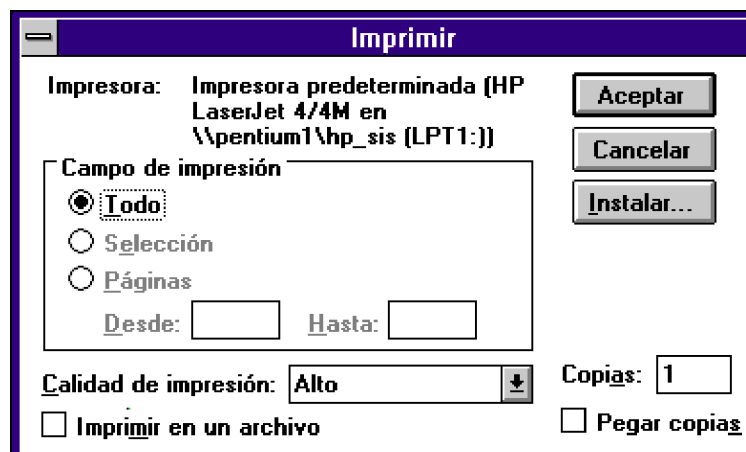 Imprimir
Impresora: Impresora predeterminada (HP
LaserJet 4/4M en
\\pentium1\hp_sis (LPT1:))
Aceptar
Cancelar
Instalar...
Campo de impresión
Todo
Selección
Páginas
Desde: Hasta:
Calidad de impresión: Alto
Copias: 1
Imprimir en un archivo
Pegar copias